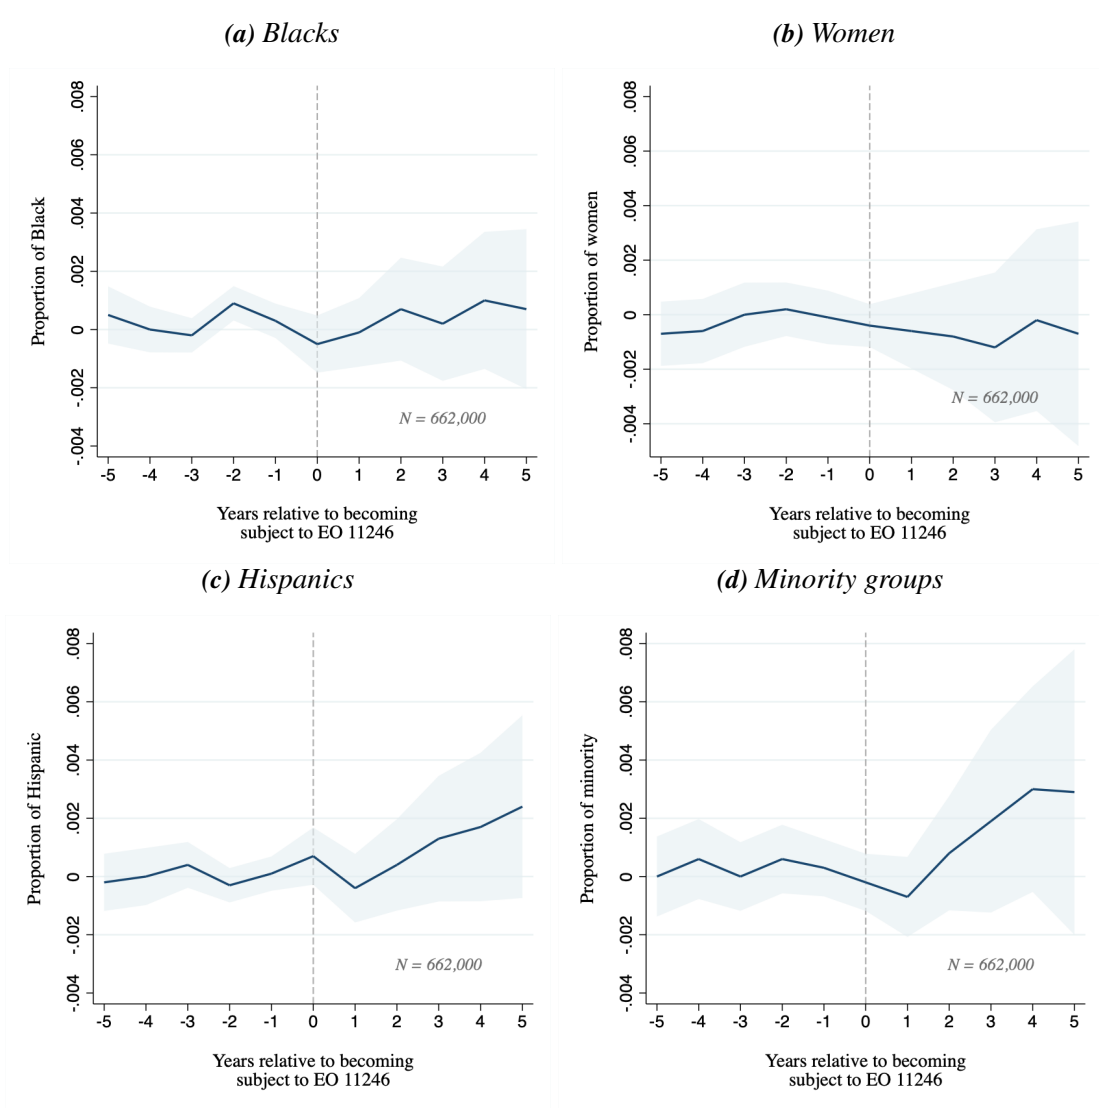 (a) Blacks
Proportion of Black
.008
.006
.004
.002
0
-.002
-.004
N = 662,000
-5 -4 -3 -2 -1 0 1 2 3 4 5
Years relative to becoming
subject to EO 11246
(b) Women
Proportion of women
.008
.006
.004
.002
0
-.002
-.004
N = 662,000
-5 -4 -3 -2 -1 0 1 2 3 4 5
Years relative to becoming
subject to EO 11246
(c) Hispanics
Proportion of Hispanic
.008
.006
.004
.002
0
-.002
-.004
N = 662,000
-5 -4 -3 -2 -1 0 1 2 3 4 5
Years relative to becoming
subject to EO 11246
(d) Minority groups
Proportion of minority
.008
.006
.004
.002
0
-.002
-.004
N = 662,000
-5 -4 -3 -2 -1 0 1 2 3 4 5
Years relative to becoming
subject to EO 11246